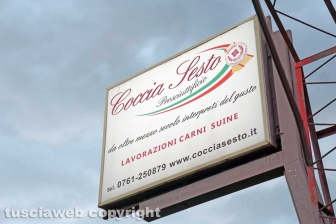 Coccia Sesto
Prosciuttificio
da oltre mezzo secolo interpreti del gusto
LAVORAZIONI CARNI SUINE
tel. 0761-250879 www.cocciasesto.it
tusciaweb copyright